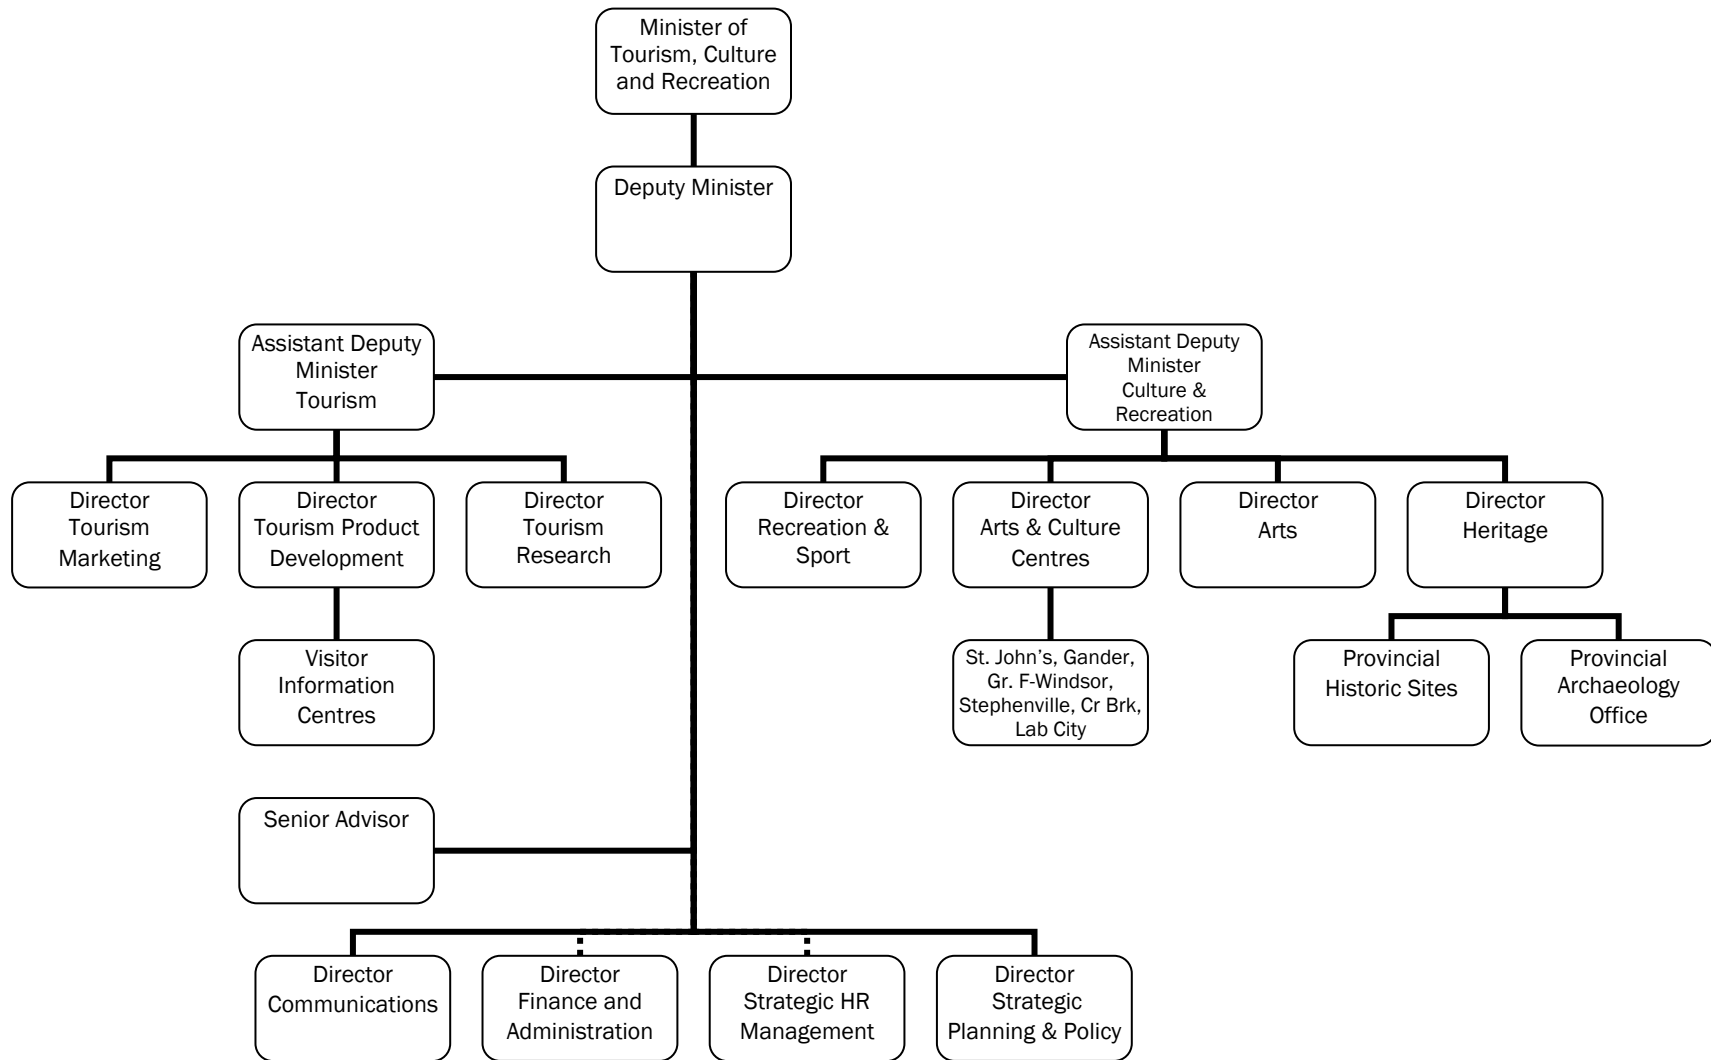 Minister of
Tourism, Culture
and Recreation
Deputy Minister
Assistant Deputy
Minister
Tourism
Assistant Deputy
Minister
Culture &
Recreation
Director
Tourism
Marketing
Director
Tourism Product
Development
Director
Tourism
Research
Director
Recreation &
Sport
Director
Arts & Culture
Centres
Director
Arts
Director
Heritage
Visitor
Information
Centres
St. John’s, Gander,
Gr. F-Windsor,
Stephenville, Cr Brk,
Lab City
Provincial
Historic Sites
Provincial
Archaeology
Office
Senior Advisor
Director
Communications
Director
Finance and
Administration
Director
Strategic HR
Management
Director
Strategic
Planning & Policy